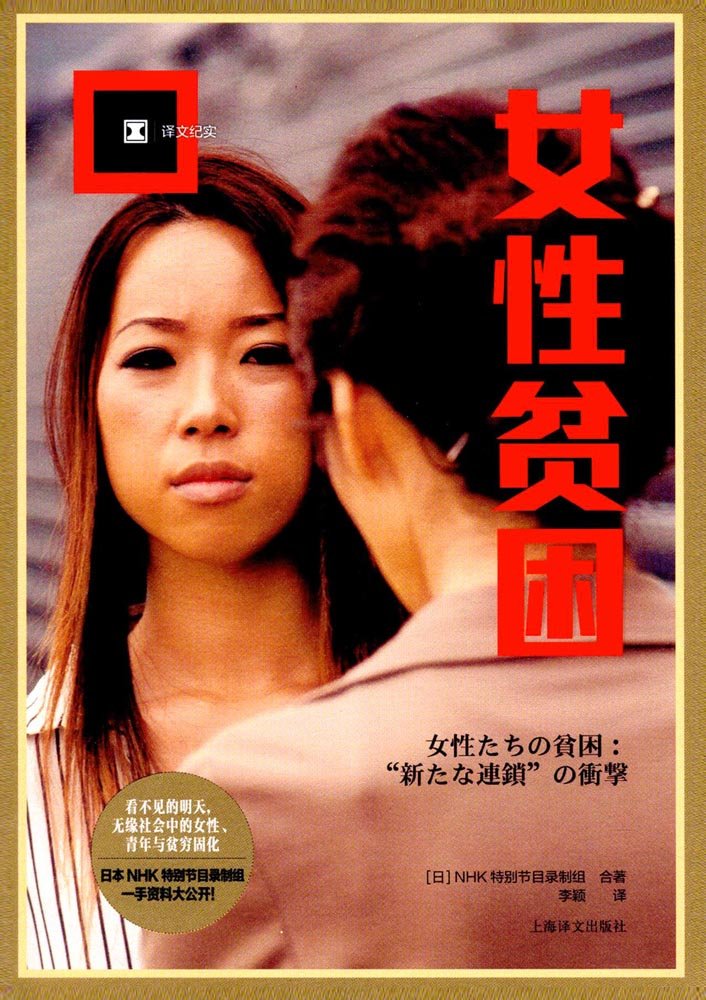 译文纪实
女性贫困
女性たちの貧困：
“新たな連鎖”の衝撃
看不见的明天，
无缘社会中的女性、
青年与贫穷固化
日本 NHK 特别节目录制组
一手资料大公开！
［日］NHK 特别节目录制组 合著
李颖 译
上海译文出版社